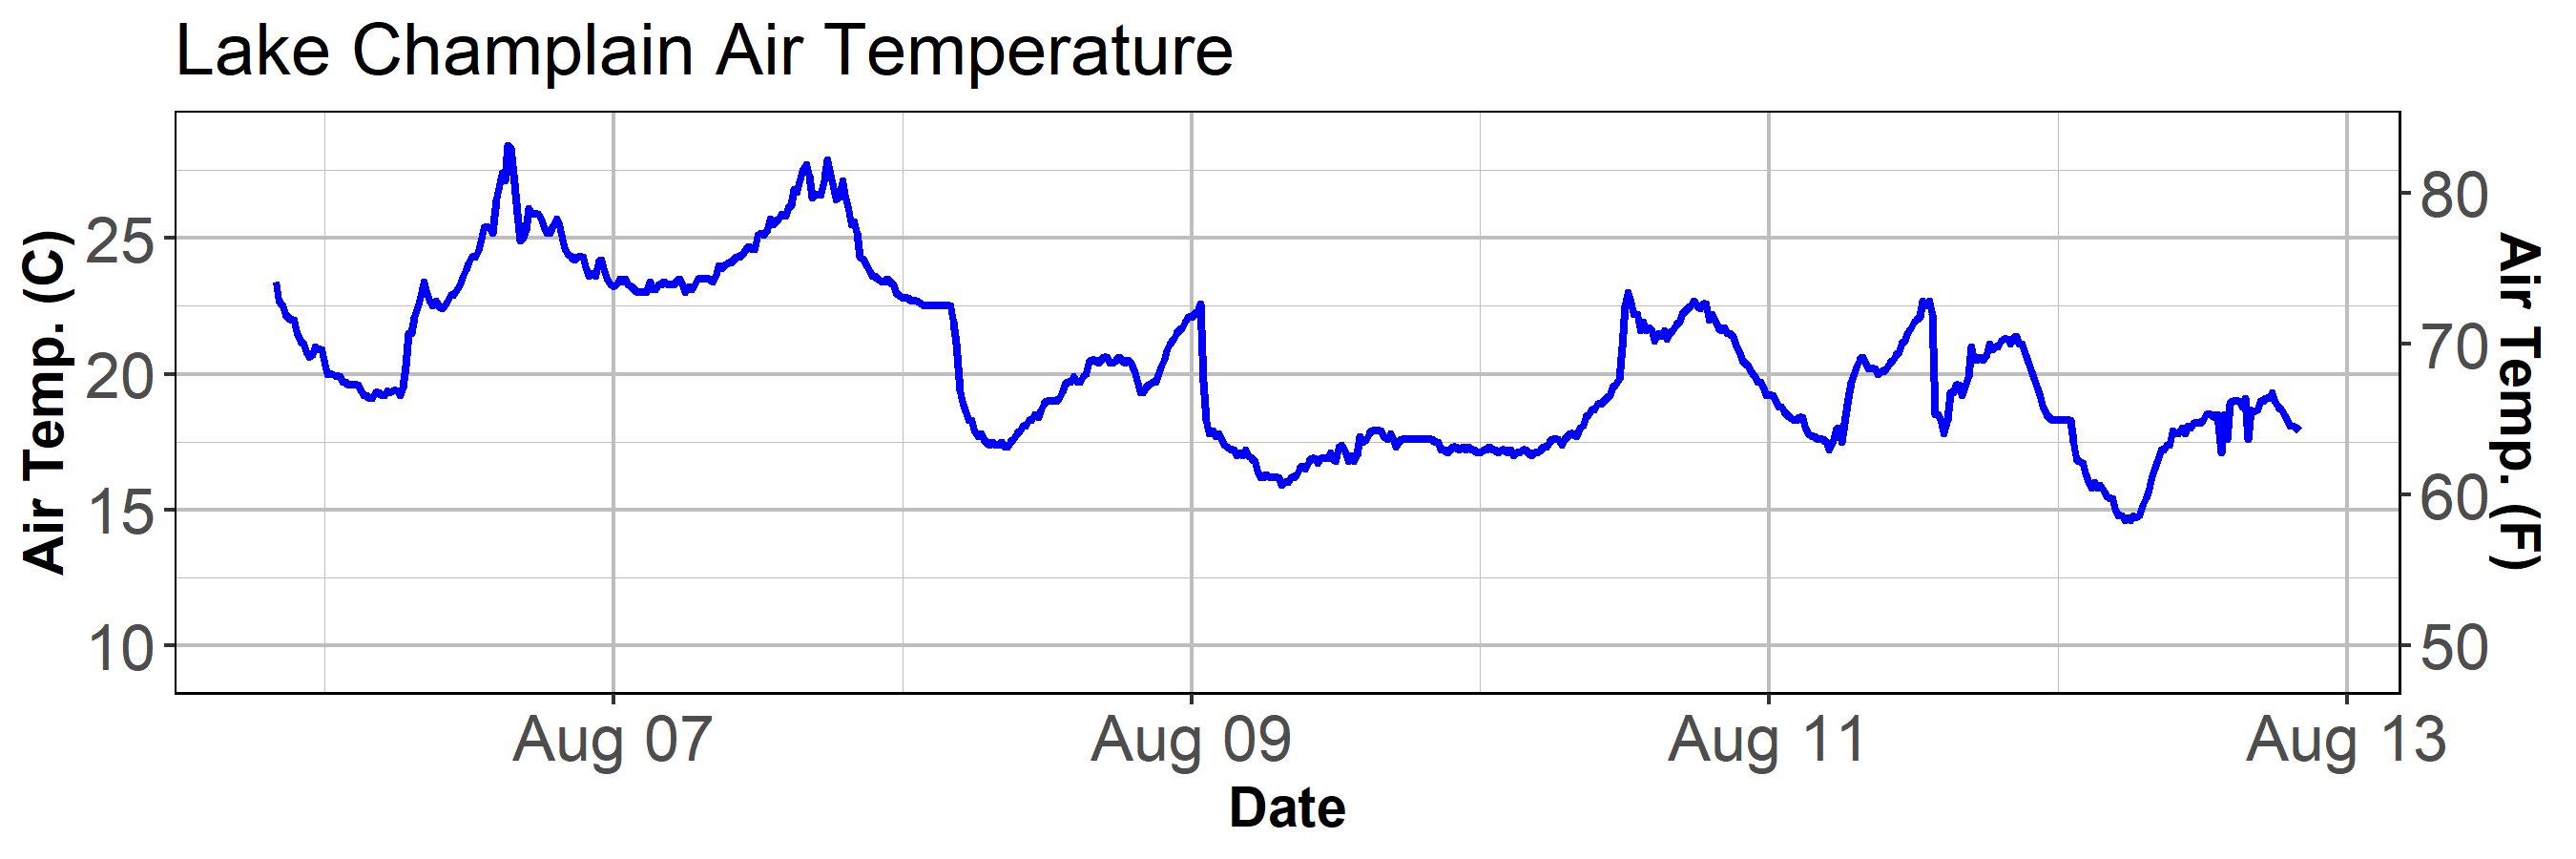 Lake Champlain Air Temperature
Air Temp. (C)
25
20
15
10
80
70
60
50
Air Temp. (F)
Aug 07
Aug 09
Aug 11
Aug 13
Date